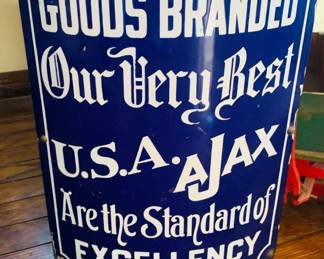 GOODS BRANDED
Our Very Best
U.S.A. AJAX
Are the Standard of
EXCELLENCY